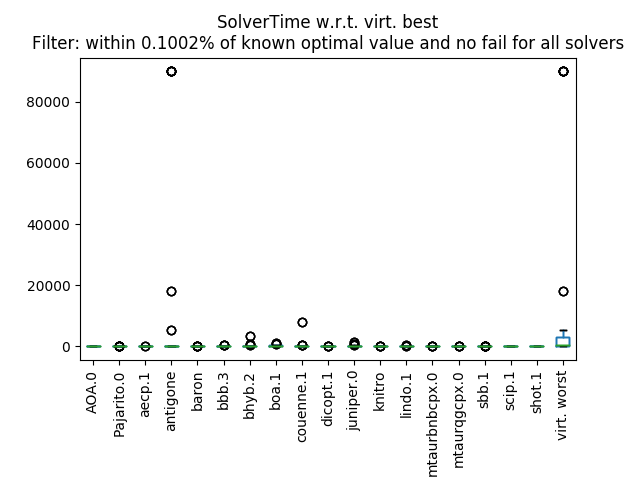 SolverTime w.r.t. virt. best
Filter: within 0.1002% of known optimal value and no fail for all solvers
80000
60000
40000
20000
0
AOA.0
Pajarito.0
aecp.1
antigone
baron
bbb.3
bhyb.2
boa.1
couenne.1
dicopt.1
juniper.0
knitro
lindo.1
mtaurbnbcpx.0
mtaurqgcpx.0
sbb.1
scip.1
shot.1
virt. worst